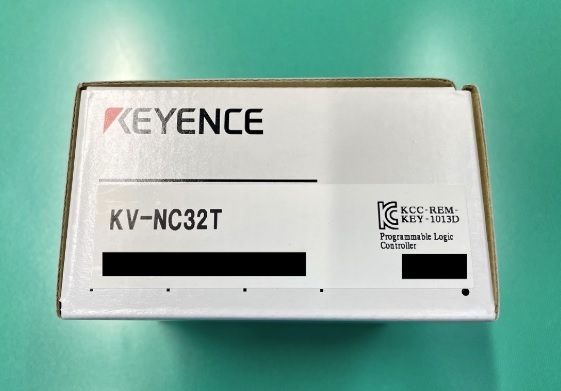 KEYENCE
KV-NC32T
KCC-REM-
KEY-1013D
Programmable Logic
Controller